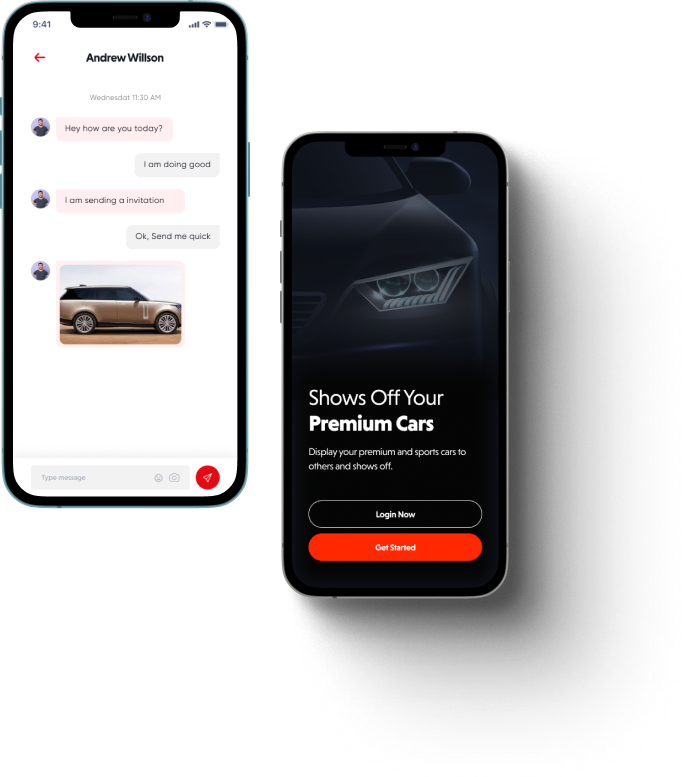 9:41
Andrew Willson
Wednesdat 11:30 AM
Hey how are you today?
I am doing good
I am sending a invitation
Ok, Send me quick
Type message
Shows Off Your
Premium Cars
Display your premium and sports cars to
others and shows off.
Login Now
Get Started